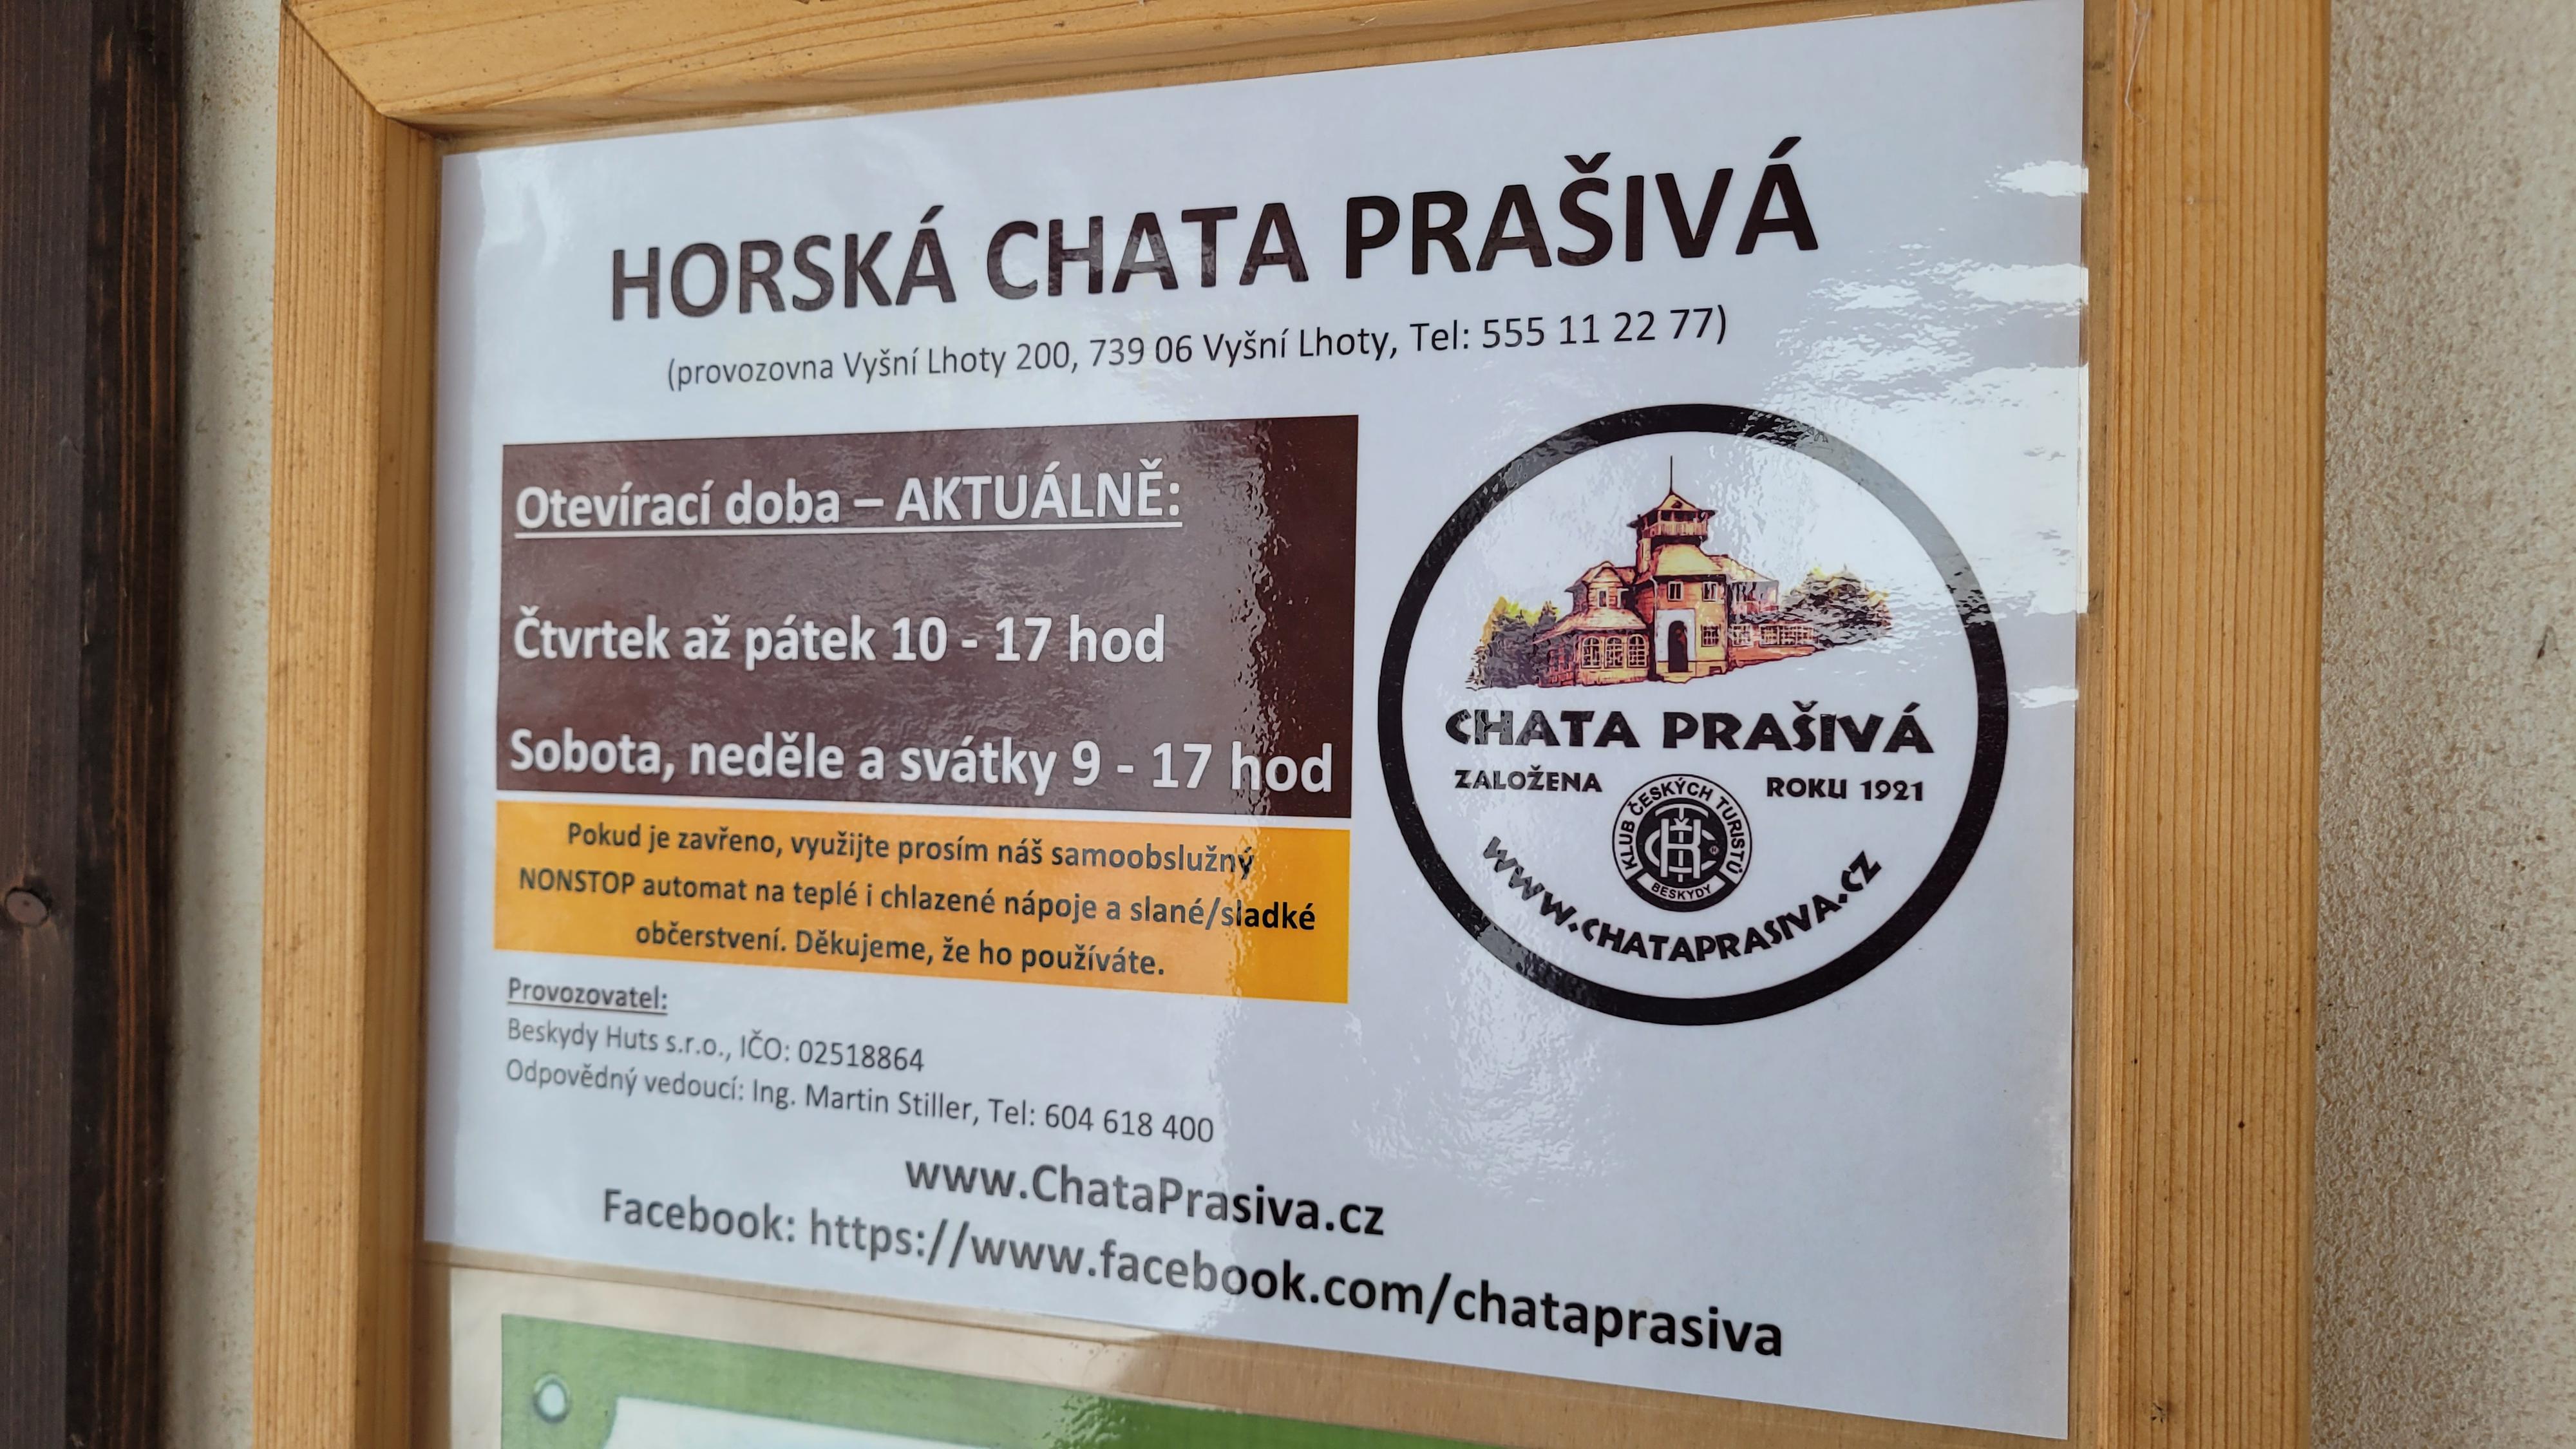 HORSKÁ CHATA PRAŠIVÁ
(provozovna Vyšní Lhoty 200, 739 06 Vyšní Lhoty, Tel: 555 11 22 77)
Otevírací doba – AKTUÁLNĚ:
Čtvrtek až pátek 10 - 17 hod
Sobota, neděle a svátky 9 - 17 hod
Pokud je zavřeno, využijte prosím náš samoobslužný
NONSTOP automat na teplé i chlazené nápoje a slané/sladké
občerstvení. Děkujeme, že ho používáte.
CHATA PRAŠIVÁ
ZALOŽENA ROKU 1921
KLUB ČESKÝCH TURISTŮ
KČT
BESKYDY
WWW.CHATAPRASIVA.CZ
Provozovatel:
Beskydy Huts s.r.o., IČO: 02518864
Odpovědný vedoucí: Ing. Martin Stiller, Tel: 604 618 400
www.ChataPrasiva.cz
Facebook: https://www.facebook.com/chataprasiva